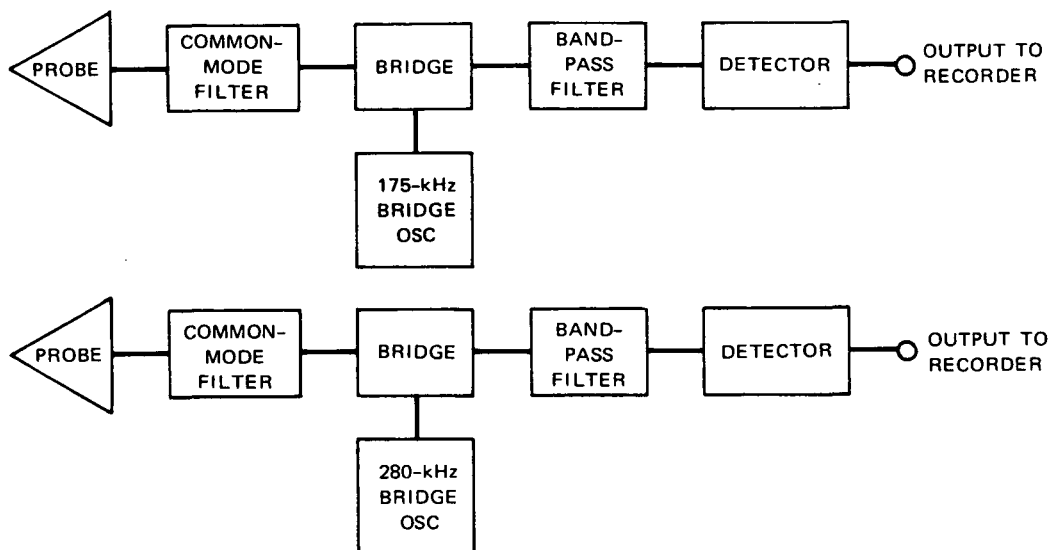 PROBE
COMMON-
MODE
FILTER
BRIDGE
BAND-
PASS
FILTER
DETECTOR
OUTPUT TO
RECORDER
175-kHz
BRIDGE
OSC
PROBE
COMMON-
MODE
FILTER
BRIDGE
BAND-
PASS
FILTER
DETECTOR
OUTPUT TO
RECORDER
280-kHz
BRIDGE
OSC